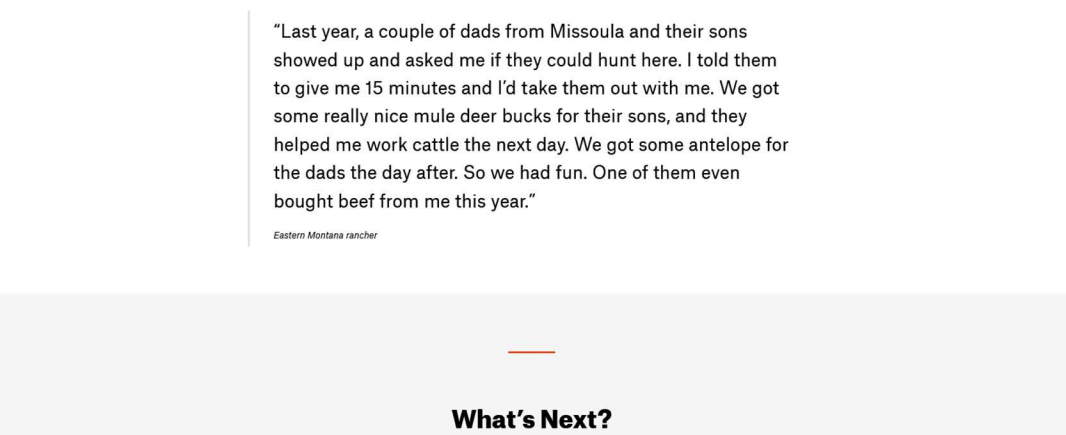 “Last year, a couple of dads from Missoula and their sons
showed up and asked me if they could hunt here. I told them
to give me 15 minutes and I’d take them out with me. We got
some really nice mule deer bucks for their sons, and they
helped me work cattle the next day. We got some antelope for
the dads the day after. So we had fun. One of them even
bought beef from me this year.”
Eastern Montana rancher
What’s Next?